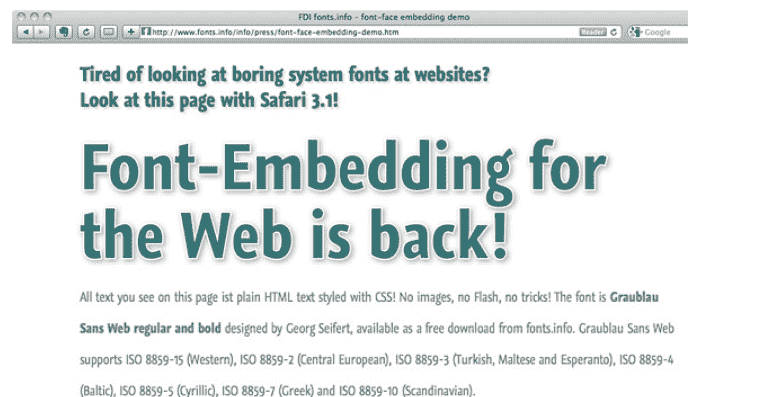 FDI fonts.info - font-face embedding demo
http://www.fonts.info/info/press/font-face-embedding-demo.htm Reader Google
Tired of looking at boring system fonts at websites?
Look at this page with Safari 3.1!
Font-Embedding for
the Web is back!
All text you see on this page ist plain HTML text styled with CSS! No images, no Flash, no tricks! The font is Graublau
Sans Web regular and bold designed by Georg Seifert, available as a free download from fonts.info. Graublau Sans Web
supports ISO 8859-15 (Western), ISO 8859-2 (Central European), ISO 8859-3 (Turkish, Maltese and Esperanto), ISO 8859-4
(Baltic), ISO 8859-5 (Cyrillic), ISO 8859-7 (Greek) and ISO 8859-10 (Scandinavian).